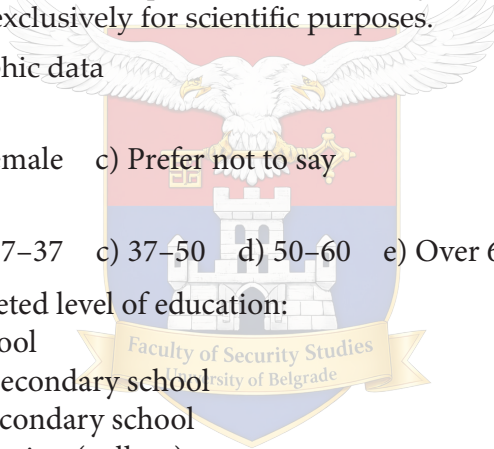 exclusively for scientific purposes.
hic data
male c) Prefer not to say
7–37 c) 37–50 d) 50–60 e) Over 6
eted level of education:
ool
Faculty of Security Studies
econdary school
University of Belgrade
condary school